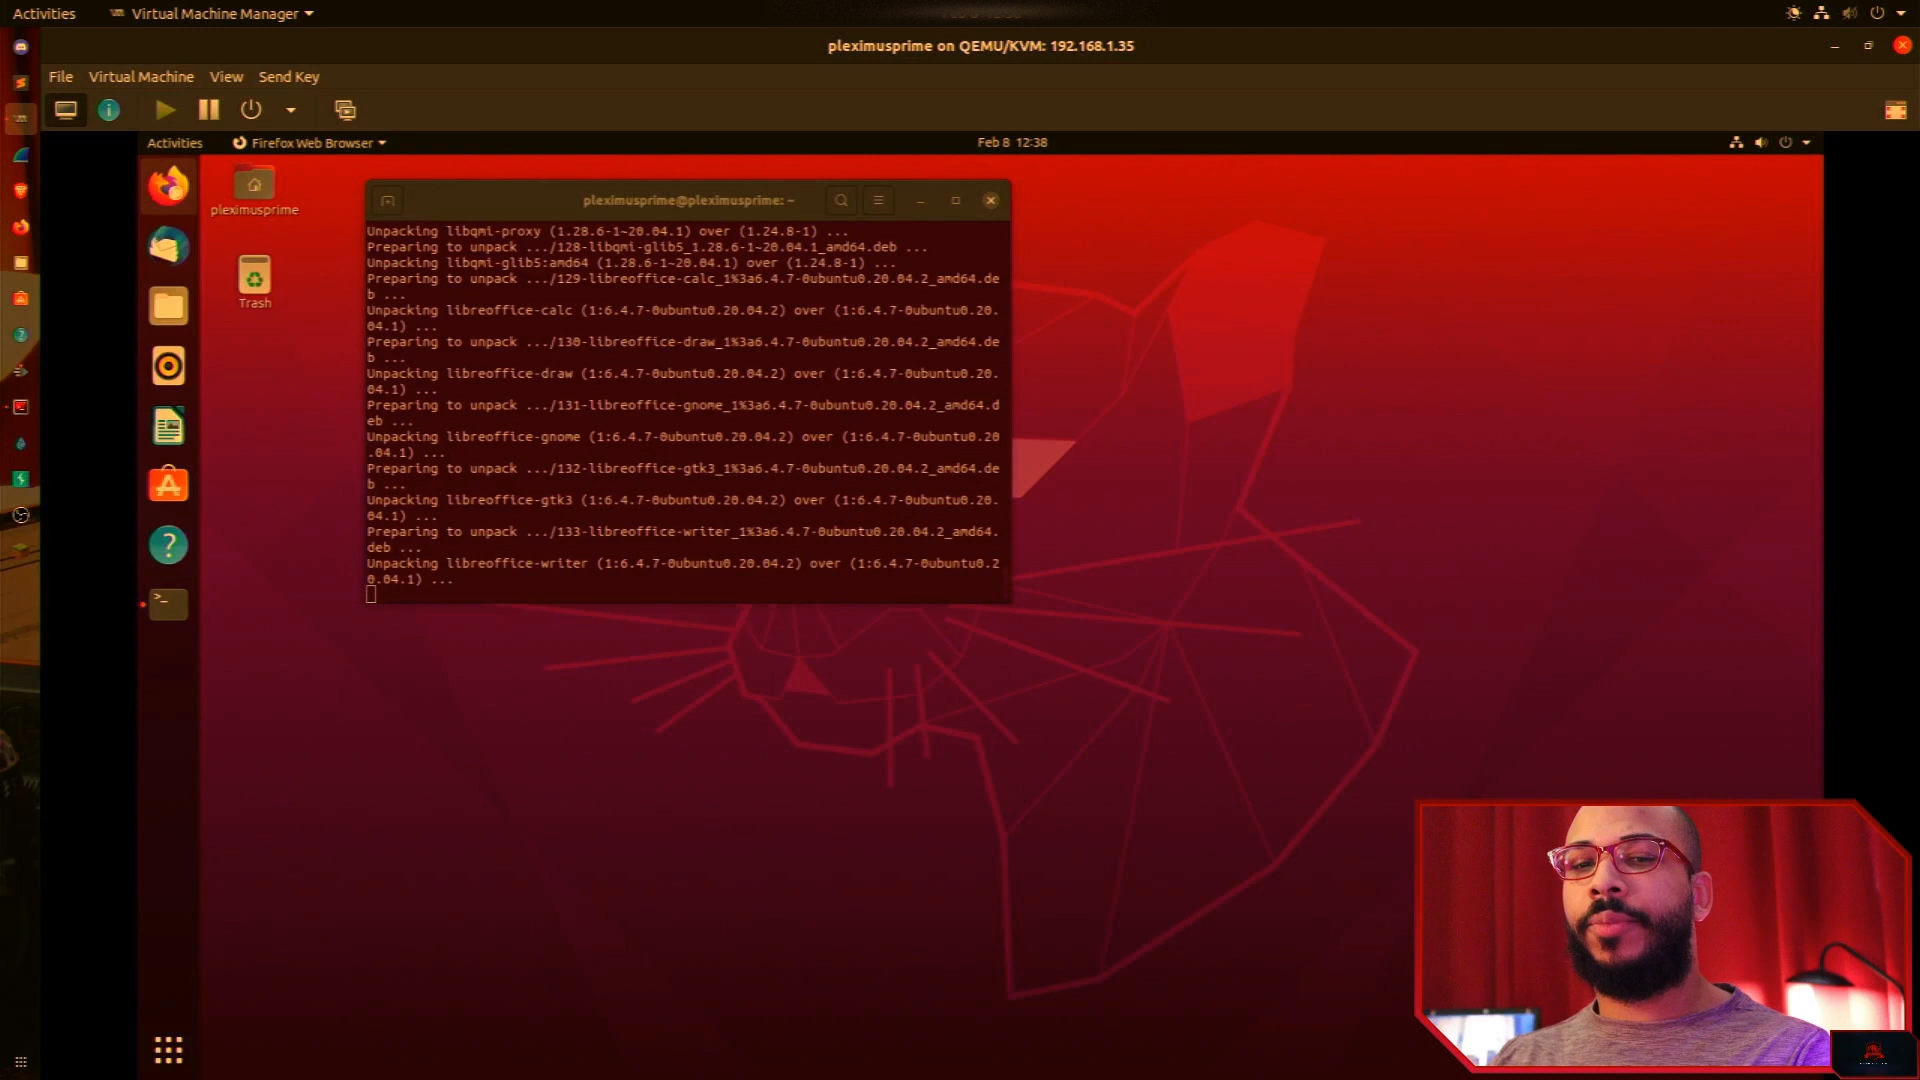 Activities
Virtual Machine Manager
pleximusprime on QEMU/KVM: 192.168.1.35
File Virtual Machine View Send Key
Activities Firefox Web Browser Feb 8 12:38
pleximusprime
Trash
pleximusprime@pleximusprime: ~
Unpacking libqmi-proxy (1.28.6-1~20.04.1) over (1.24.8-1) ...
Preparing to unpack .../128-libqmi-glib5_1.28.6-1~20.04.1_amd64.deb ...
Unpacking libqmi-glib5:amd64 (1.28.6-1~20.04.1) over (1.24.8-1) ...
Preparing to unpack .../129-libreoffice-calc_1%3a6.4.7-0ubuntu0.20.04.2_amd64.de
b ...
Unpacking libreoffice-calc (1:6.4.7-0ubuntu0.20.04.2) over (1:6.4.7-0ubuntu0.20.
04.1) ...
Preparing to unpack .../130-libreoffice-draw_1%3a6.4.7-0ubuntu0.20.04.2_amd64.de
b ...
Unpacking libreoffice-draw (1:6.4.7-0ubuntu0.20.04.2) over (1:6.4.7-0ubuntu0.20.
04.1) ...
Preparing to unpack .../131-libreoffice-gnome_1%3a6.4.7-0ubuntu0.20.04.2_amd64.d
eb ...
Unpacking libreoffice-gnome (1:6.4.7-0ubuntu0.20.04.2) over (1:6.4.7-0ubuntu0.20
.04.1) ...
Preparing to unpack .../132-libreoffice-gtk3_1%3a6.4.7-0ubuntu0.20.04.2_amd64.de
b ...
Unpacking libreoffice-gtk3 (1:6.4.7-0ubuntu0.20.04.2) over (1:6.4.7-0ubuntu0.20.
04.1) ...
Preparing to unpack .../133-libreoffice-writer_1%3a6.4.7-0ubuntu0.20.04.2_amd64.
deb ...
Unpacking libreoffice-writer (1:6.4.7-0ubuntu0.20.04.2) over (1:6.4.7-0ubuntu0.2
0.04.1) ...